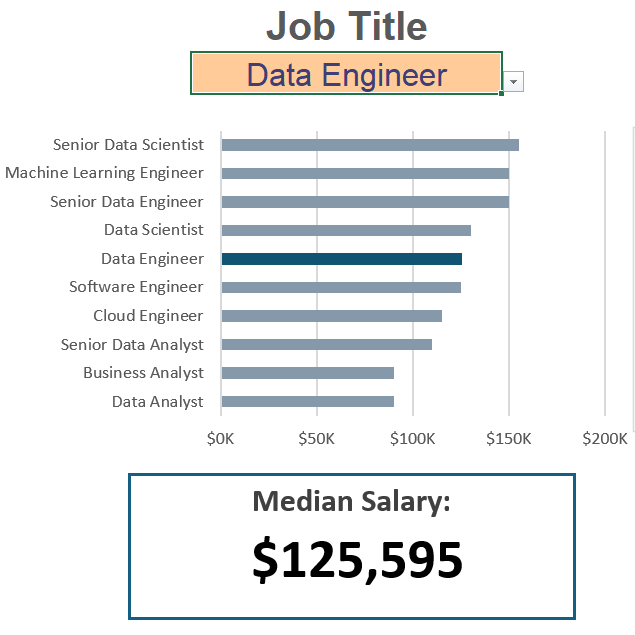 Job Title
Data Engineer
Senior Data Scientist
Machine Learning Engineer
Senior Data Engineer
Data Scientist
Data Engineer
Software Engineer
Cloud Engineer
Senior Data Analyst
Business Analyst
Data Analyst
$0K $50K $100K $150K $200K
Median Salary:
$125,595